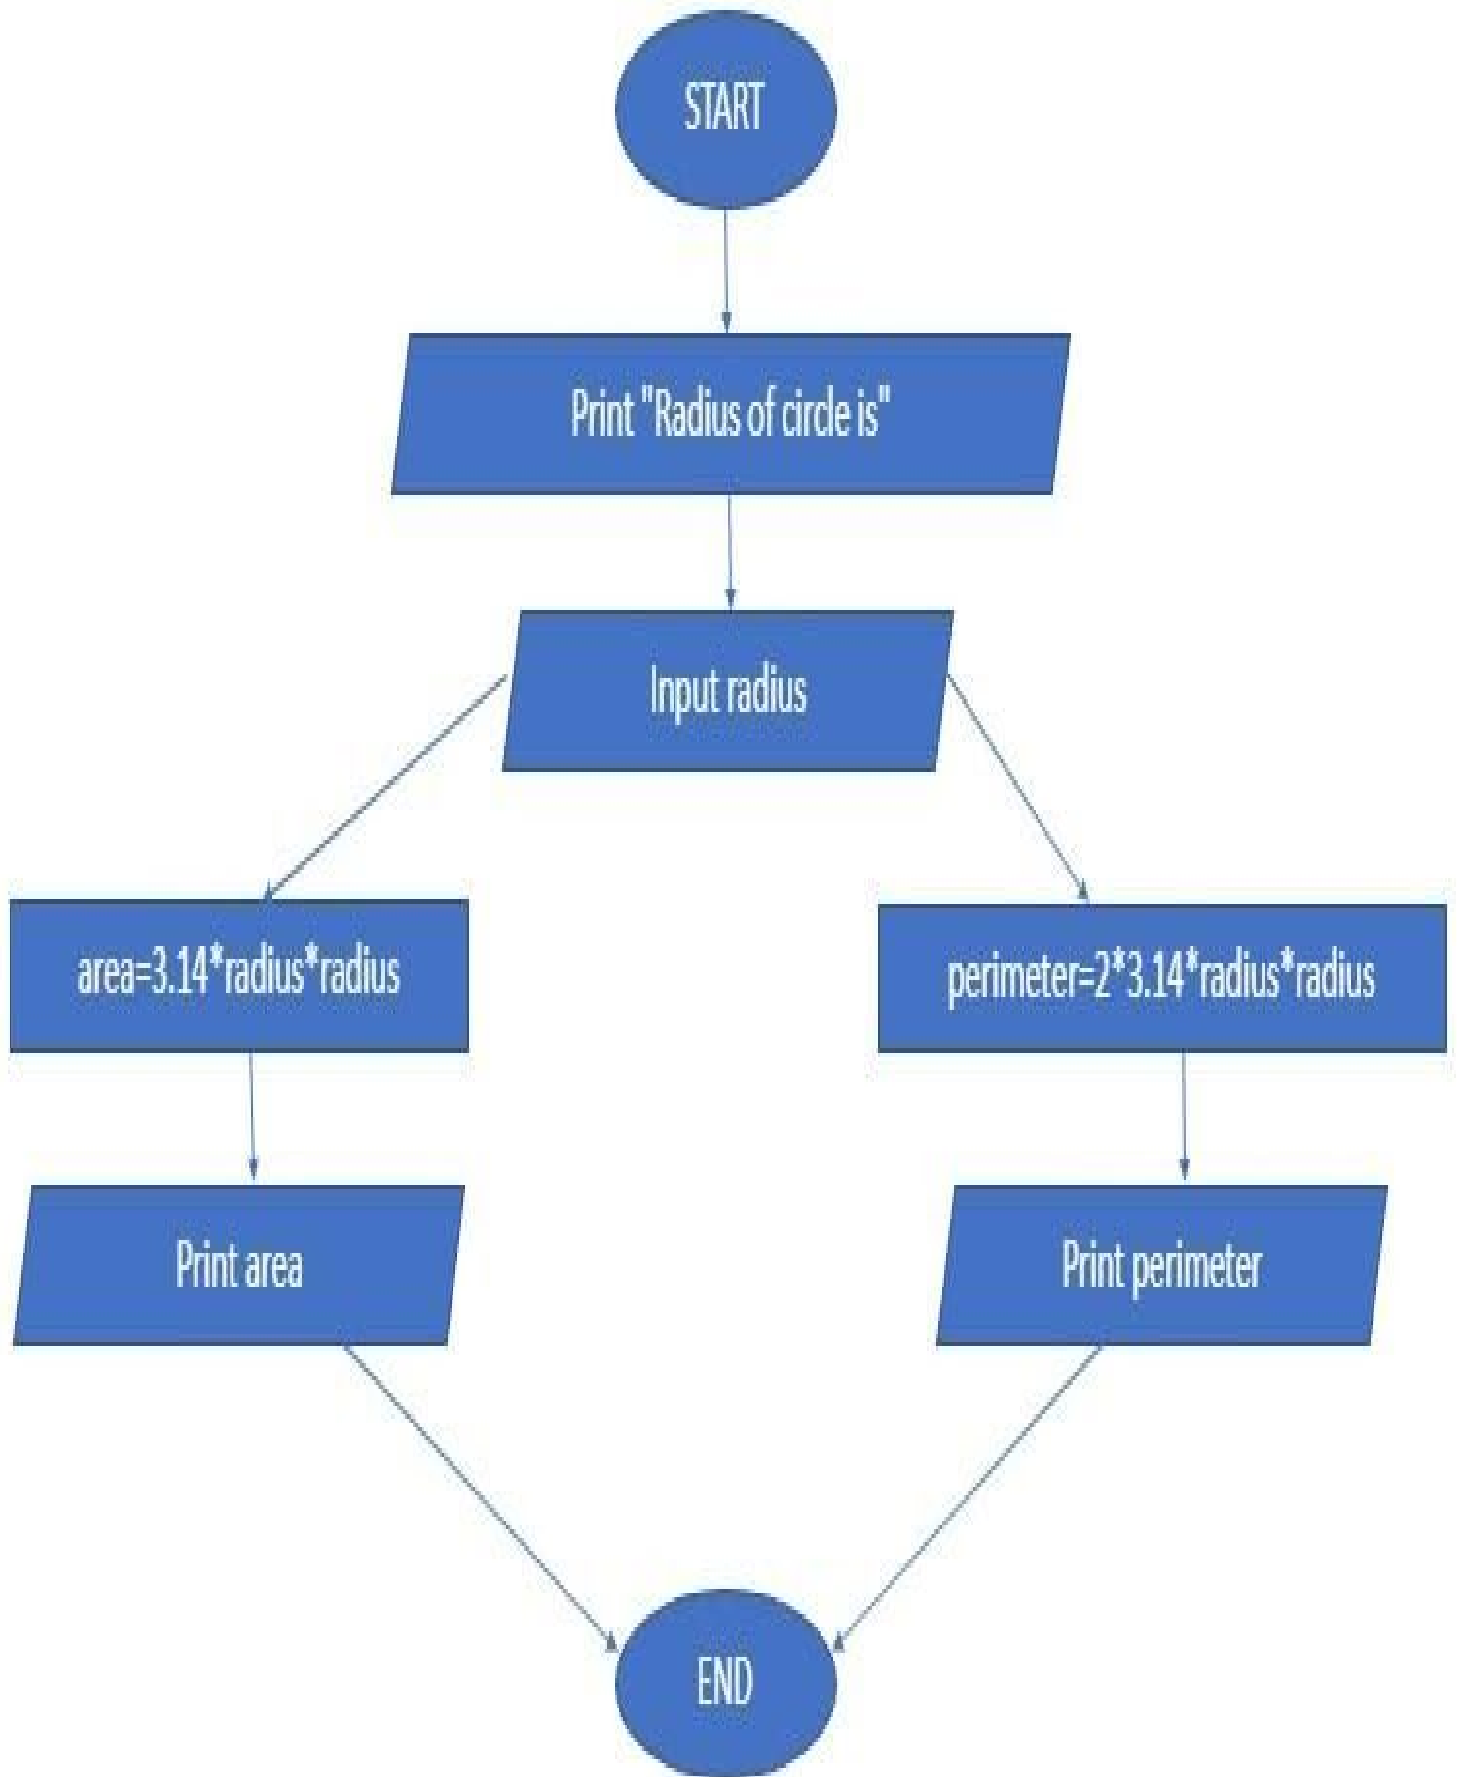 START
Print "Radius of circle is"
Input radius
area=3.14*radius*radius
perimeter=2*3.14*radius*radius
Print area
Print perimeter
END